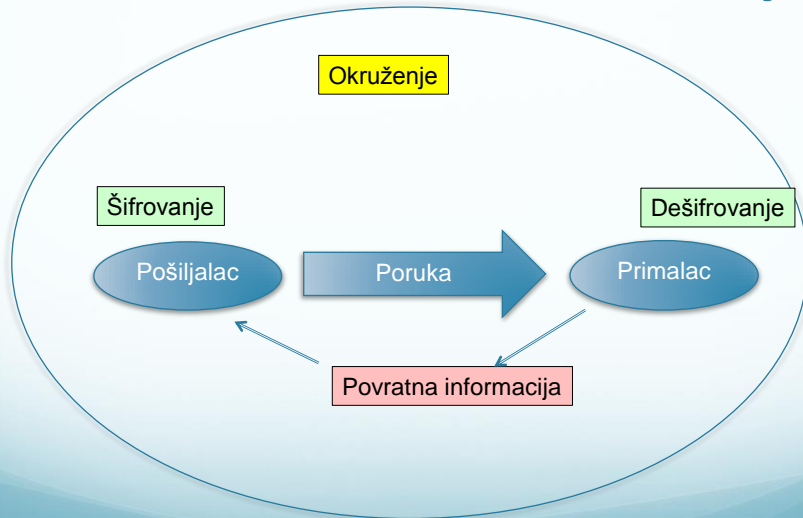 Okruženje
Šifrovanje
Dešifrovanje
Pošiljalac
Poruka
Primalac
Povratna informacija